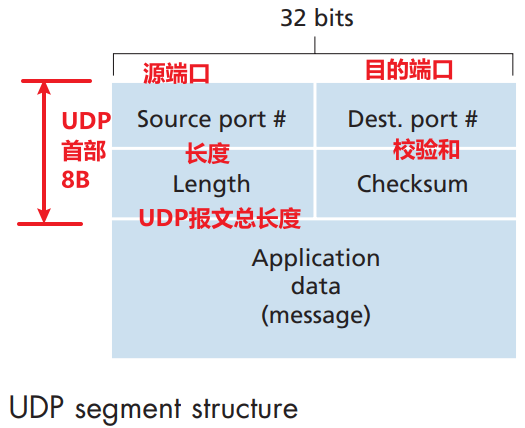 32 bits
源端口 目的端口
UDP
首部
8B
Source port # Dest. port #
长度 校验和
Length Checksum
UDP报文总长度
Application
data
(message)
UDP segment structure